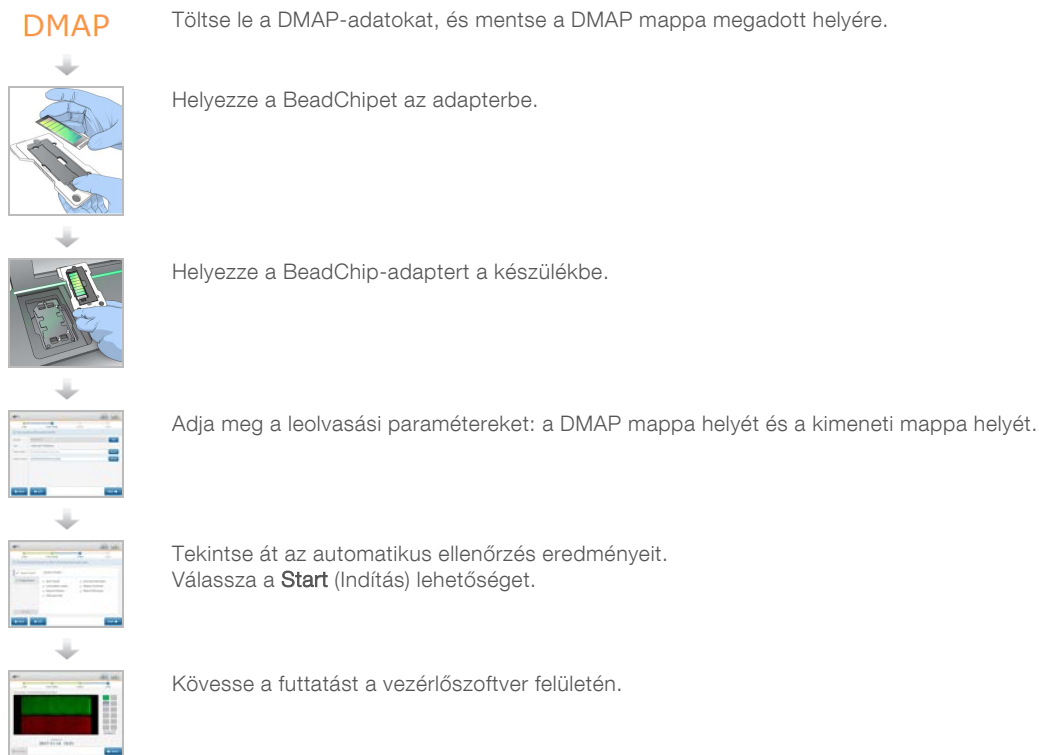 DMAP
Töltse le a DMAP-adatokat, és mentse a DMAP mappa megadott helyére.
Helyezze a BeadChipet az adapterbe.
Helyezze a BeadChip-adaptert a készülékbe.
Adja meg a leolvasási paramétereket: a DMAP mappa helyét és a kimeneti mappa helyét.
Tekintse át az automatikus ellenőrzés eredményeit.
Válassza a Start (Indítás) lehetőséget.
Kövesse a futtatást a vezérlőszoftver felületén.